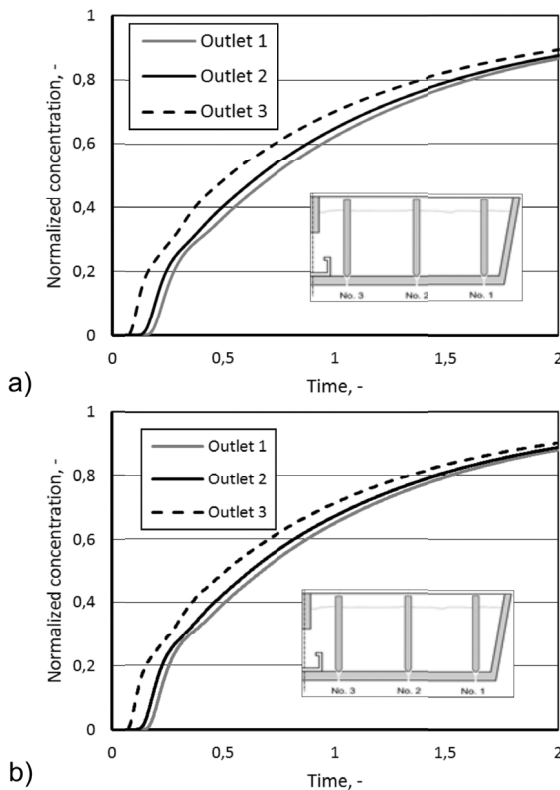 1
0,8
0,6
0,4
0,2
0
Normalized concentration, -
Outlet 1
Outlet 2
Outlet 3
No. 3 No. 2 No. 1
0 0,5 1 1,5 2
Time, -
a)
1
0,8
0,6
0,4
0,2
0
Normalized concentration, -
Outlet 1
Outlet 2
Outlet 3
No. 3 No. 2 No. 1
0 0,5 1 1,5 2
Time, -
b)